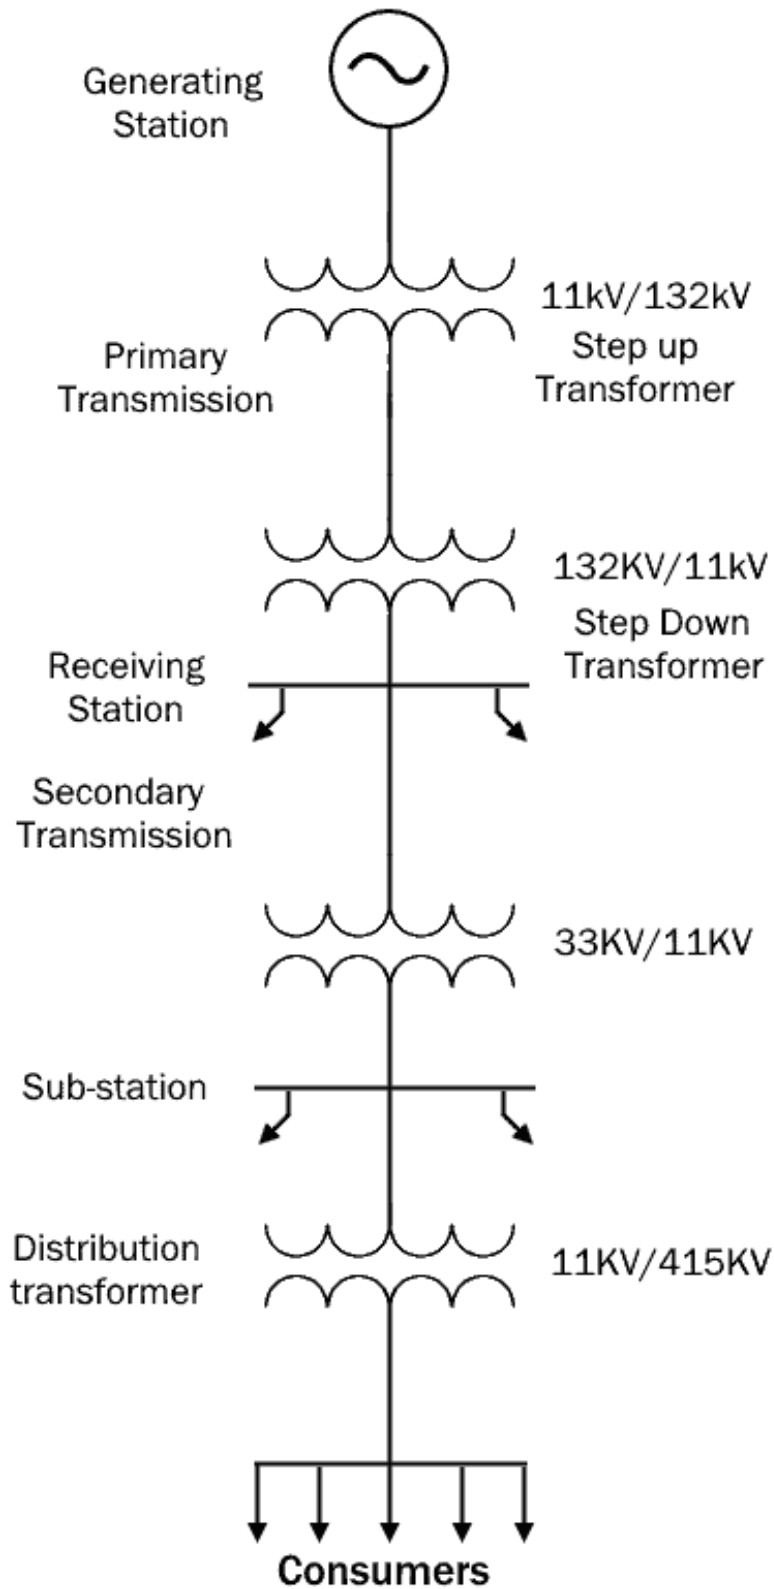 Generating
Station
11kV/132kV
Step up
Transformer
Primary
Transmission
132KV/11kV
Step Down
Transformer
Receiving
Station
Secondary
Transmission
33KV/11KV
Sub-station
Distribution
transformer
11KV/415KV
Consumers